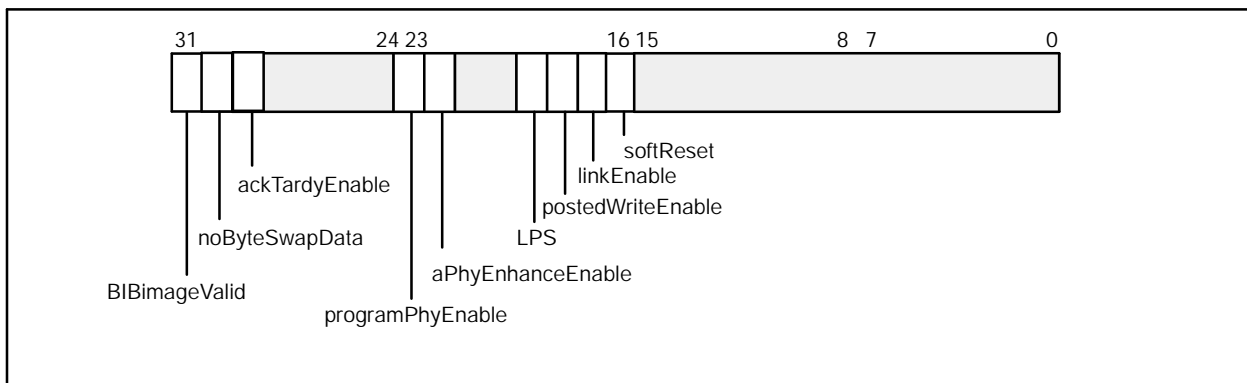 31 24 23 16 15 8 7 0
softReset
linkEnable
ackTardyEnable
postedWriteEnable
noByteSwapData LPS
aPhyEnhanceEnable
BIBimageValid
programPhyEnable